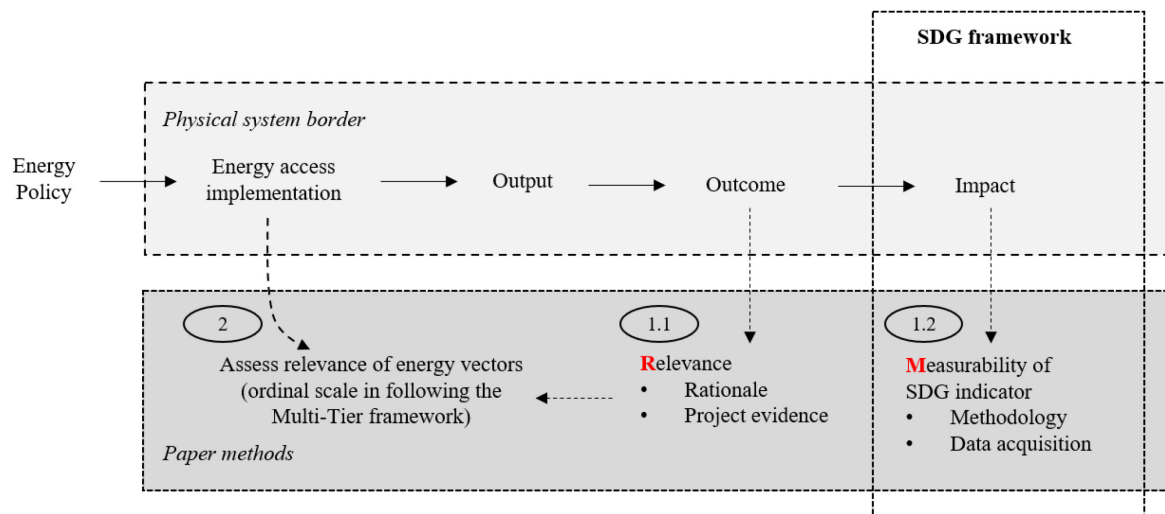 SDG framework
Physical system border
Energy
Policy
Energy access
implementation
Output
Outcome
Impact
2
Assess relevance of energy vectors
(ordinal scale in following the
Multi-Tier framework)
1.1
Relevance
• Rationale
• Project evidence
1.2
Measurability of
SDG indicator
• Methodology
• Data acquisition
Paper methods